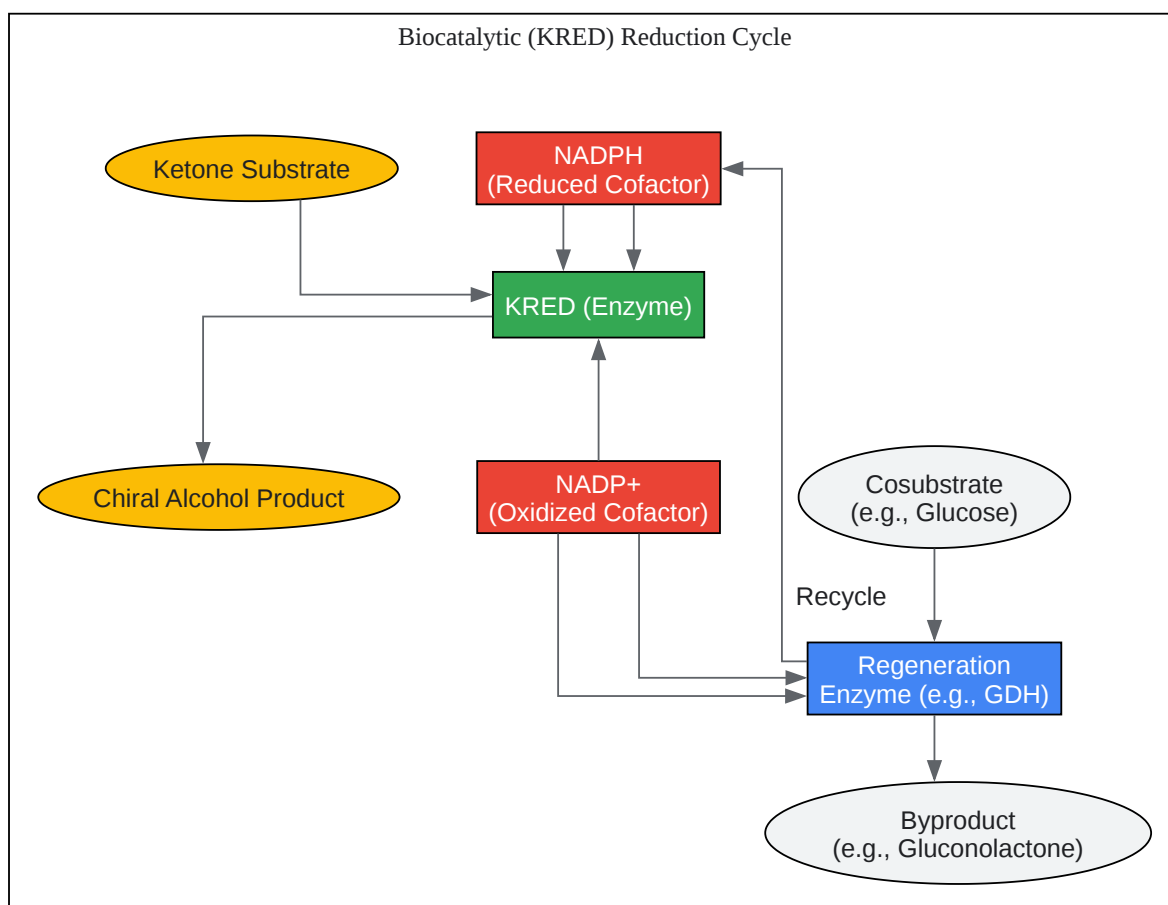 Biocatalytic (KRED) Reduction Cycle
Ketone Substrate
NADPH
(Reduced Cofactor)
KRED (Enzyme)
Chiral Alcohol Product
NADP+
(Oxidized Cofactor)
Cosubstrate
(e.g., Glucose)
Recycle
Regeneration
Enzyme (e.g., GDH)
Byproduct
(e.g., Gluconolactone)